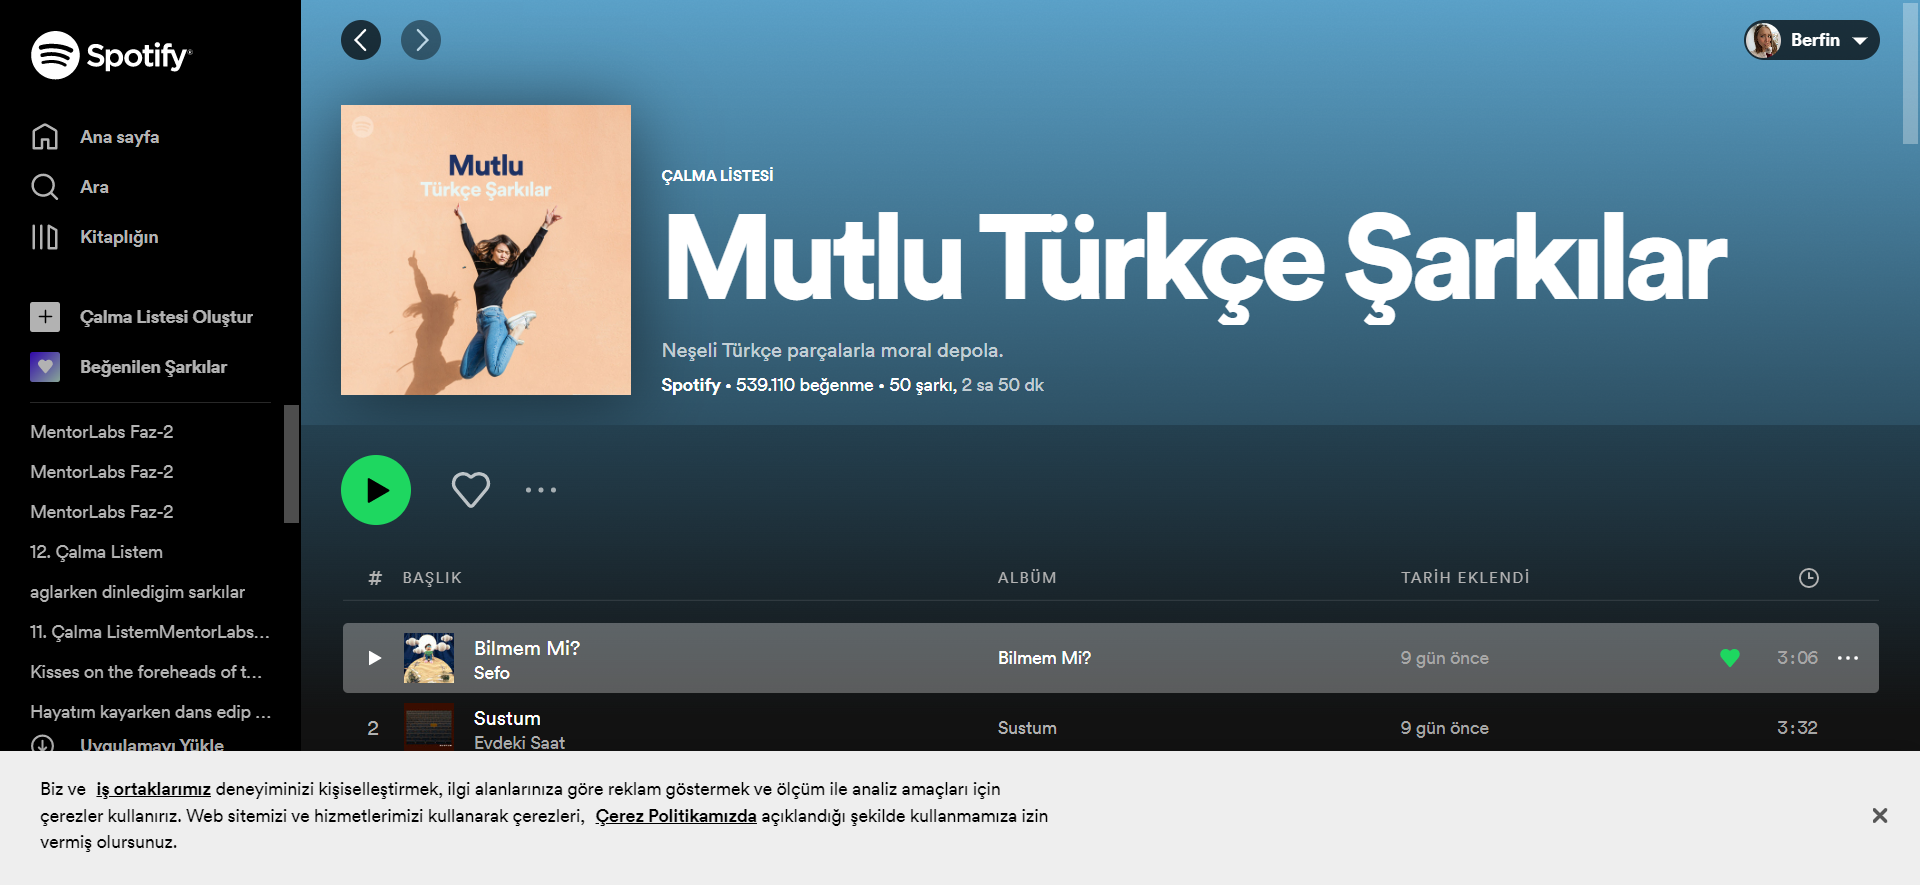 Spotify
Ana sayfa
Ara
Kitaplığın
Çalma Listesi Oluştur
Beğenilen Şarkılar
MentorLabs Faz-2
MentorLabs Faz-2
MentorLabs Faz-2
12. Çalma Listem
aglarken dinledigim sarkılar
11. Çalma ListemMentorLabs...
Kisses on the foreheads of t...
Hayatım kayarken dans edip ...
Uygulamayı Yükle
Berfin
Mutlu
Türkçe Şarkılar
ÇALMA LİSTESİ
Mutlu Türkçe Şarkılar
Neşeli Türkçe parçalarla moral depola.
Spotify • 539.110 beğenme • 50 şarkı, 2 sa 50 dk
# BAŞLIK ALBÜM TARİH EKLENDİ
Bilmem Mi? Bilmem Mi? 9 gün önce 3:06
Sefo
2 Sustum Sustum 9 gün önce 3:32
Evdeki Saat
Biz ve iş ortaklarımız deneyiminizi kişiselleştirmek, ilgi alanlarınıza göre reklam göstermek ve ölçüm ile analiz amaçları için
çerezler kullanırız. Web sitemizi ve hizmetlerimizi kullanarak çerezleri, Çerez Politikamızda açıklandığı şekilde kullanmamıza izin
vermiş olursunuz.